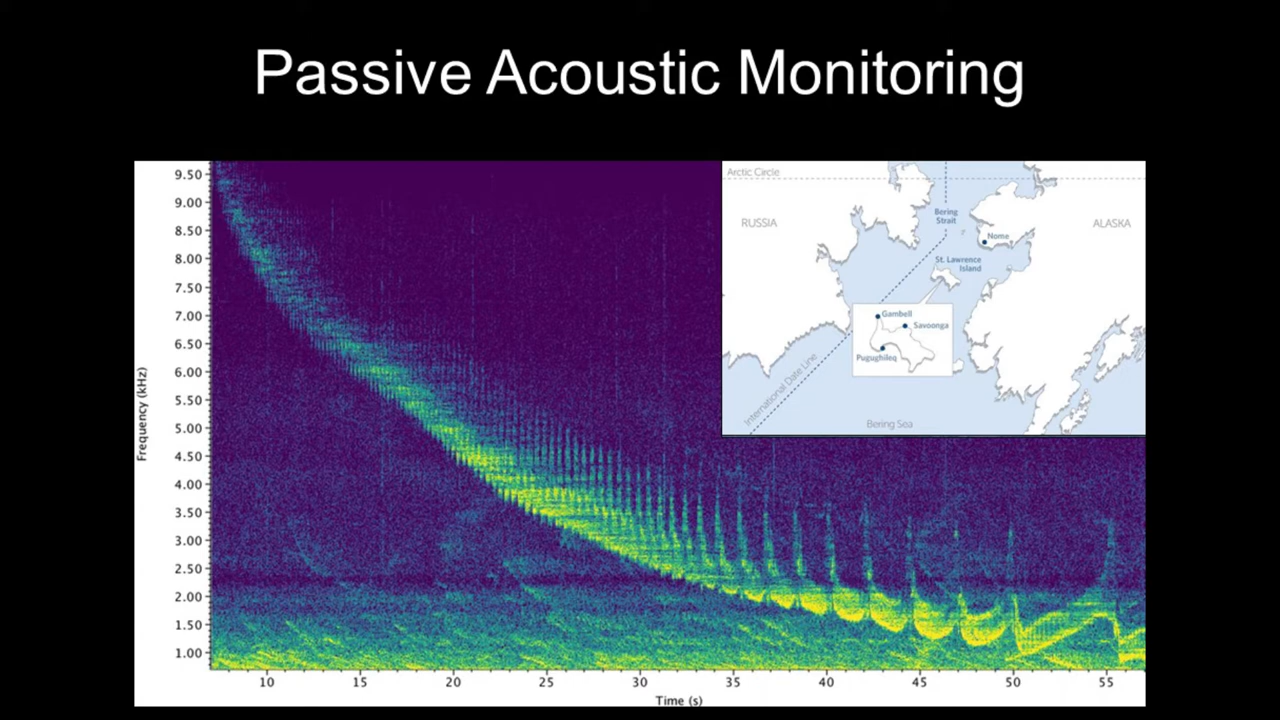 Passive Acoustic Monitoring
9.50
9.00
8.50
8.00
7.50
7.00
6.50
6.00
5.50
5.00
4.50
4.00
3.50
3.00
2.50
2.00
1.50
1.00
Frequency (kHz)
10 15 20 25 30 35 40 45 50 55
Time (s)
Arctic Circle
RUSSIA
Bering
Strait
ALASKA
Nome
St. Lawrence
Island
Gambell
Savoonga
Pugughileq
International Date Line
Bering Sea